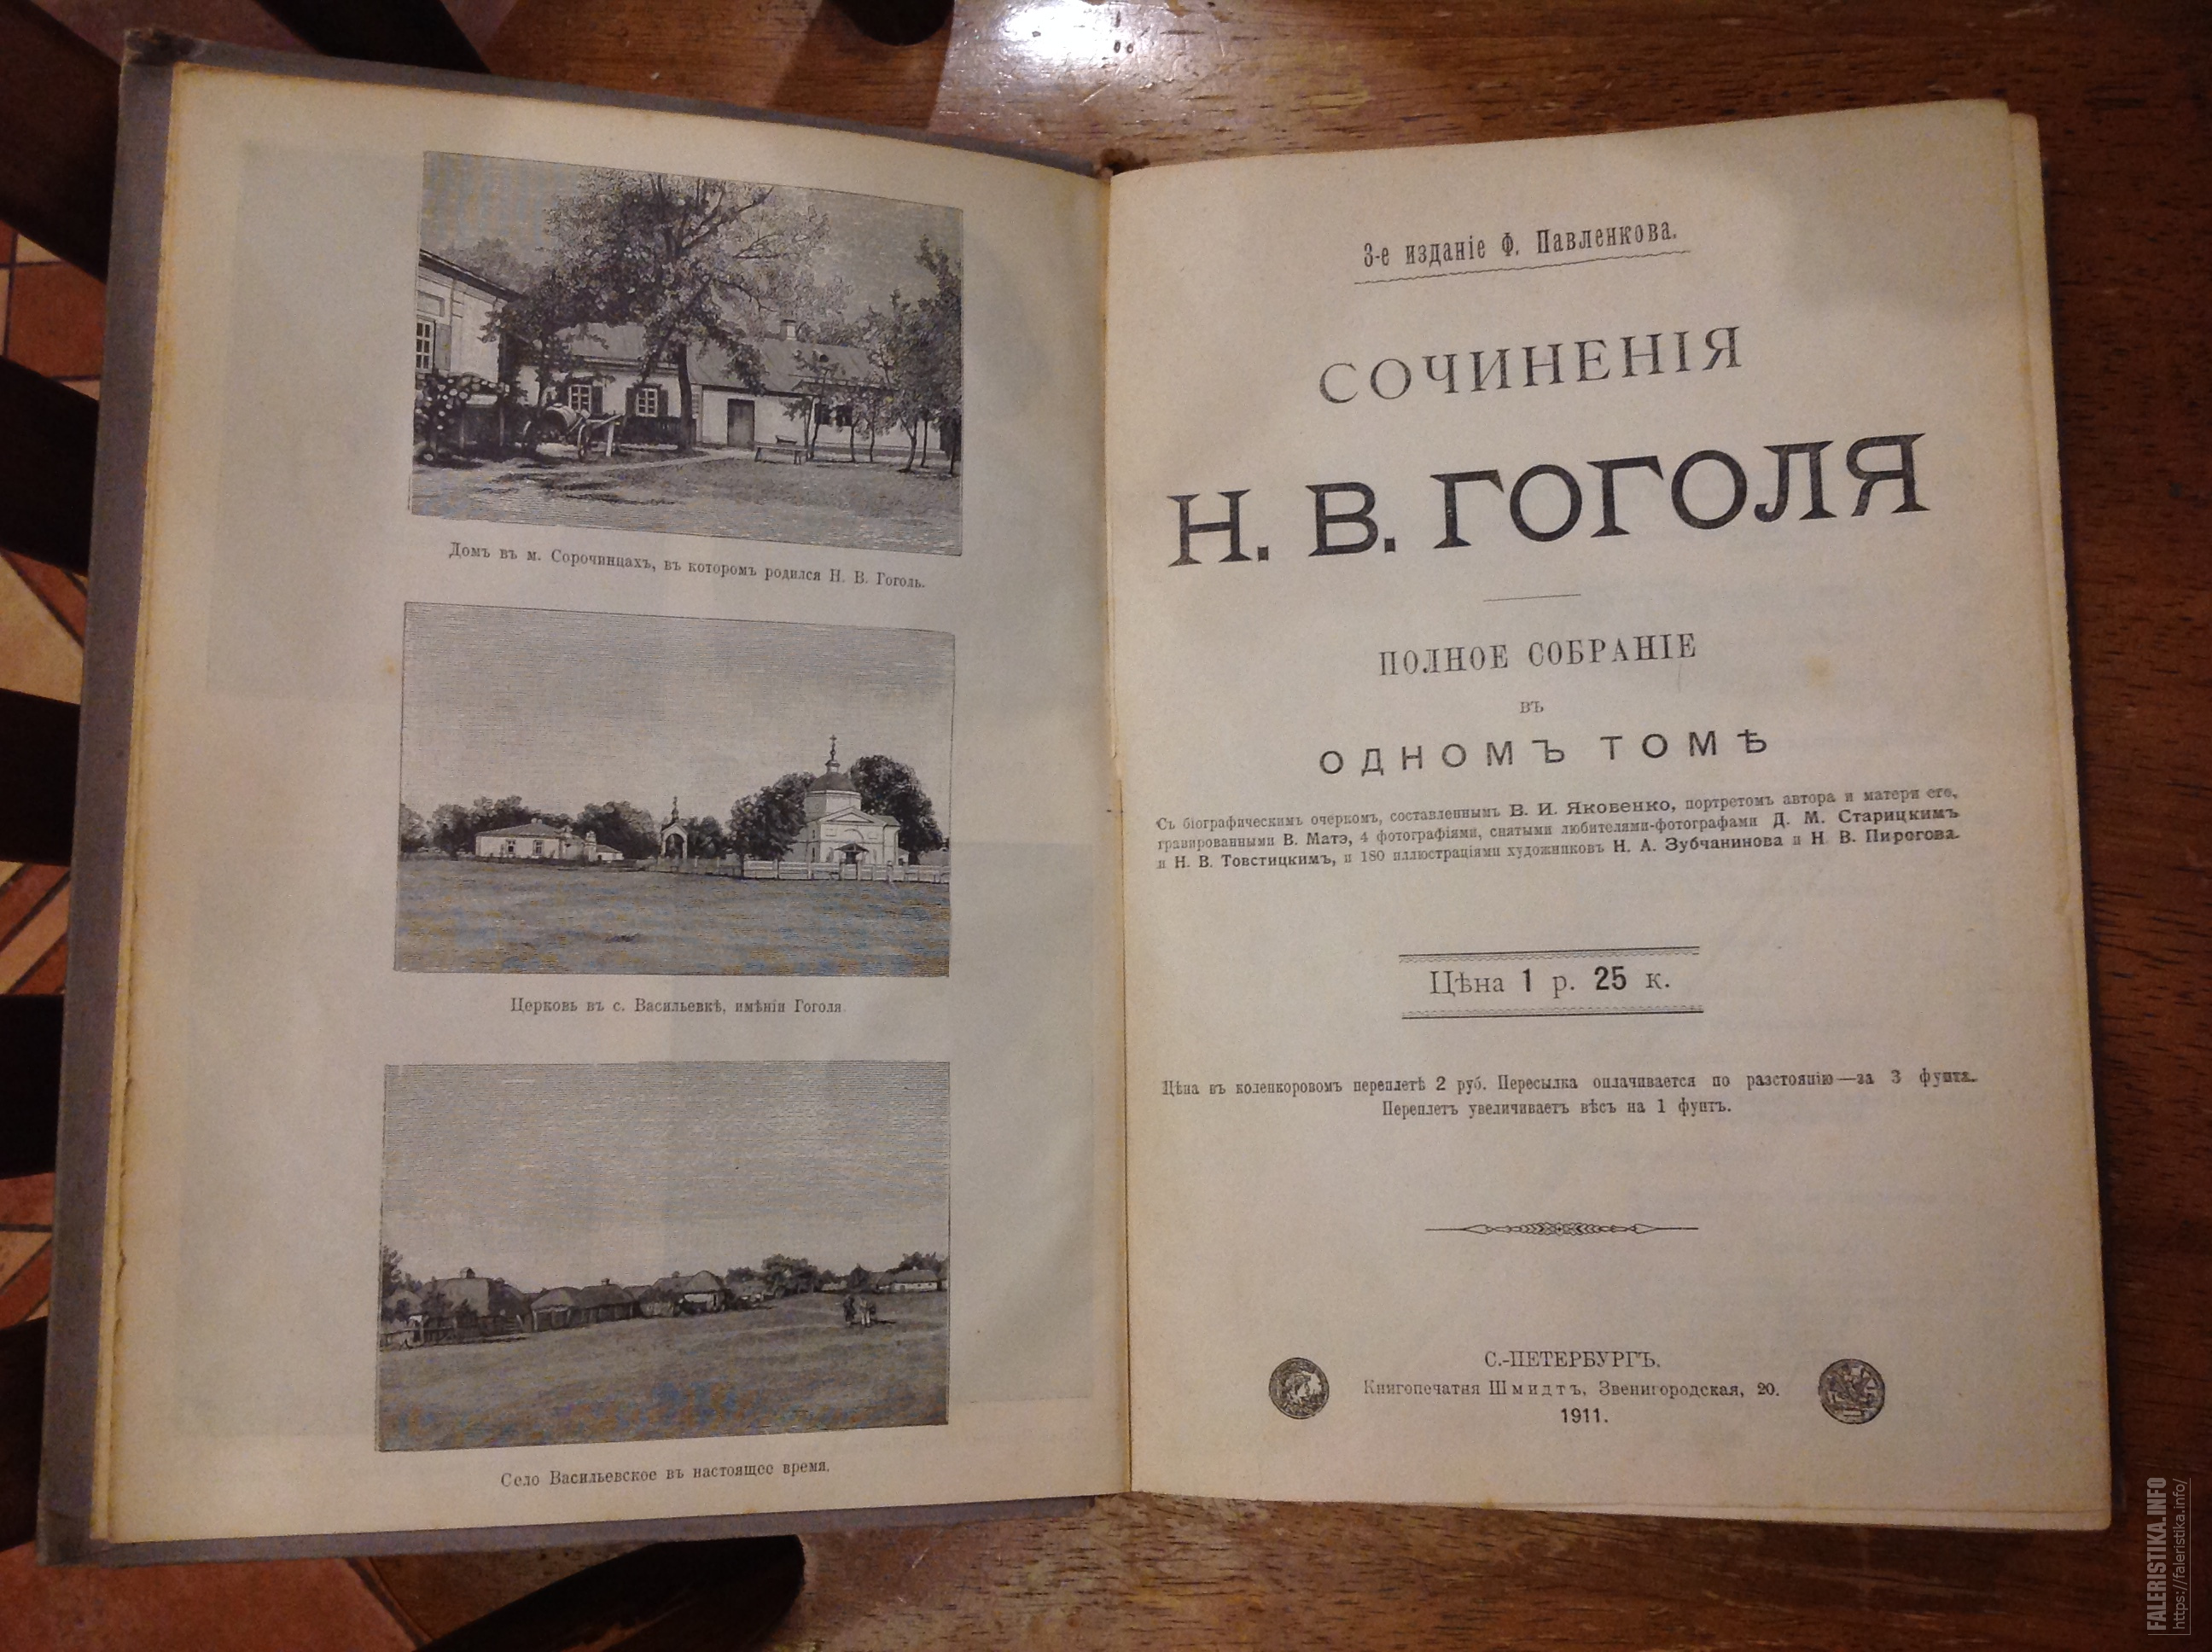 Домъ въ м. Сорочинцахъ, въ которомъ родился Н. В. Гоголь.
Церковь въ с. Васильевкѣ, имѣніи Гоголя
Село Васильевское въ настоящее время.
3-е изданіе Ф. Павленкова.
СОЧИНЕНІЯ
Н. В. ГОГОЛЯ
ПОЛНОЕ СОБРАНІЕ
въ
ОДНОМЪ ТОМѢ
Съ біографическимъ очеркомъ, составленнымъ В. И. Яковенко, портретомъ автора и матери его,
гравированными В. Матэ, 4 фотографіями, снятыми любителями-фотографами Д. М. Старицкимъ
и Н. В. Товстицкимъ, и 180 иллюстраціями художниковъ Н. А. Зубчанинова и Н. В. Пирогова.
Цѣна 1 р. 25 к.
Цѣна въ коленкоровомъ переплетѣ 2 руб. Пересылка оплачивается по разстоянію—за 3 фунта.
Переплетъ увеличиваетъ вѣсъ на 1 фунтъ.
С.-ПЕТЕРБУРГЪ.
Книгопечатня Шмидтъ, Звенигородская, 20.
1911.
FALERISTIKA.INFO
https://faleristika.info/